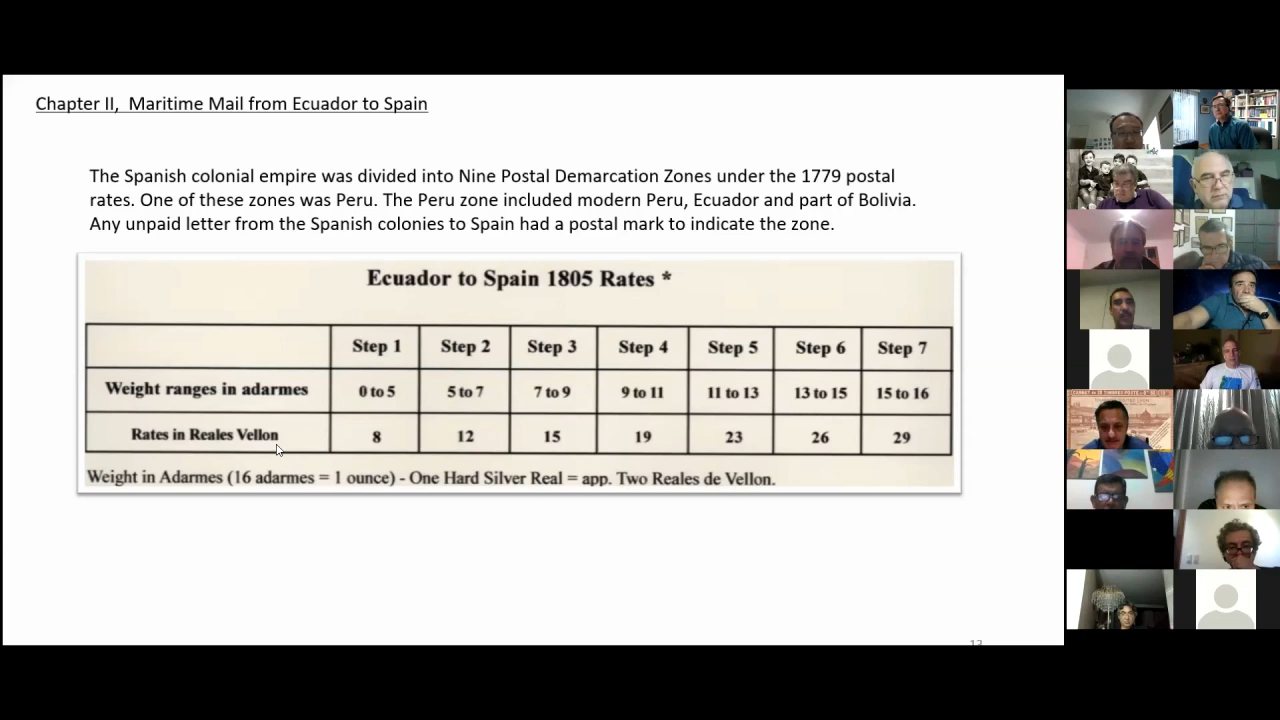 Chapter II,  Maritime Mail from Ecuador to Spain
The Spanish colonial empire was divided into Nine Postal Demarcation Zones under the 1779 postal
rates. One of these zones was Peru. The Peru zone included modern Peru, Ecuador and part of Bolivia.
Any unpaid letter from the Spanish colonies to Spain had a postal mark to indicate the zone.
Ecuador to Spain 1805 Rates *
Step 1 Step 2 Step 3 Step 4 Step 5 Step 6 Step 7
Weight ranges in adarmes 0 to 5 5 to 7 7 to 9 9 to 11 11 to 13 13 to 15 15 to 16
Rates in Reales Vellon 8 12 15 19 23 26 29
Weight in Adarmes (16 adarmes = 1 ounce) - One Hard Silver Real = app. Two Reales de Vellon.